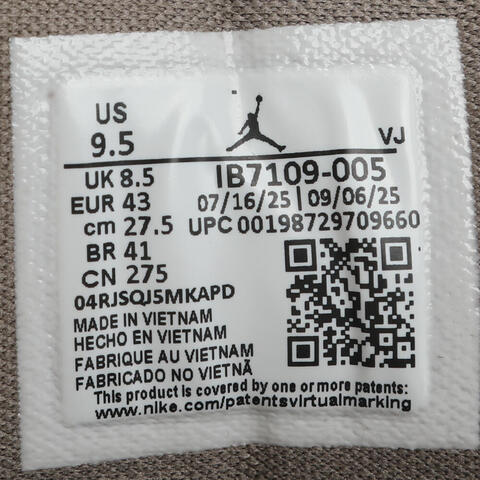 US
9.5
VJ
UK 8.5
IB7109-005
EUR 43
07/16/25 | 09/06/25
cm 27.5
UPC 00198729709660
BR 41
CN 275
04RJSQJ5MKAPD
MADE IN VIETNAM
HECHO EN VIETNAM
FABRIQUE AU VIETNAM
FABRICADO NO VIETNÃ
This product is covered by one or more patents:
www.nike.com/patentsvirtualmarking